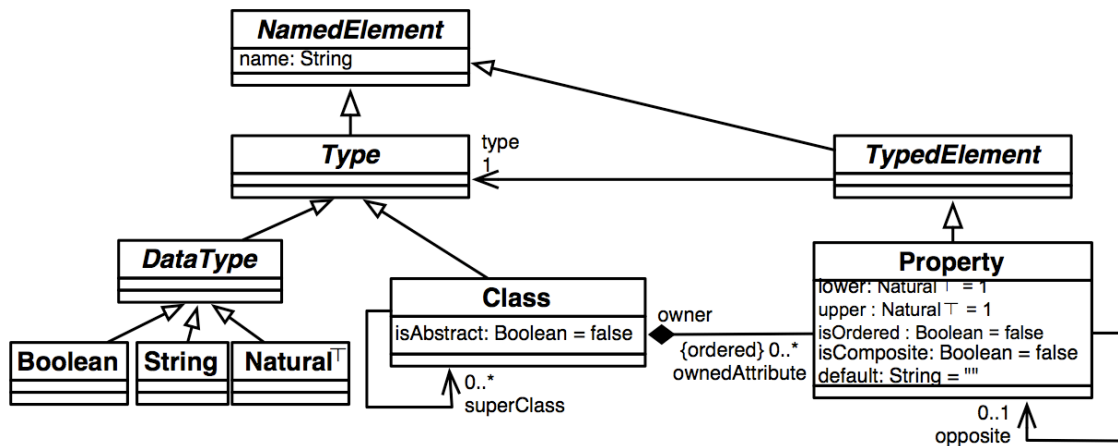 NamedElement
name: String
Type
type
1
TypedElement
DataType
Class
isAbstract: Boolean = false
owner
{ordered} 0..*
ownedAttribute
Property
lower: Natural⊤ = 1
upper : Natural⊤ = 1
isOrdered : Boolean = false
isComposite: Boolean = false
default: String = ""
Boolean
String
Natural⊤
0..*
superClass
0..1
opposite